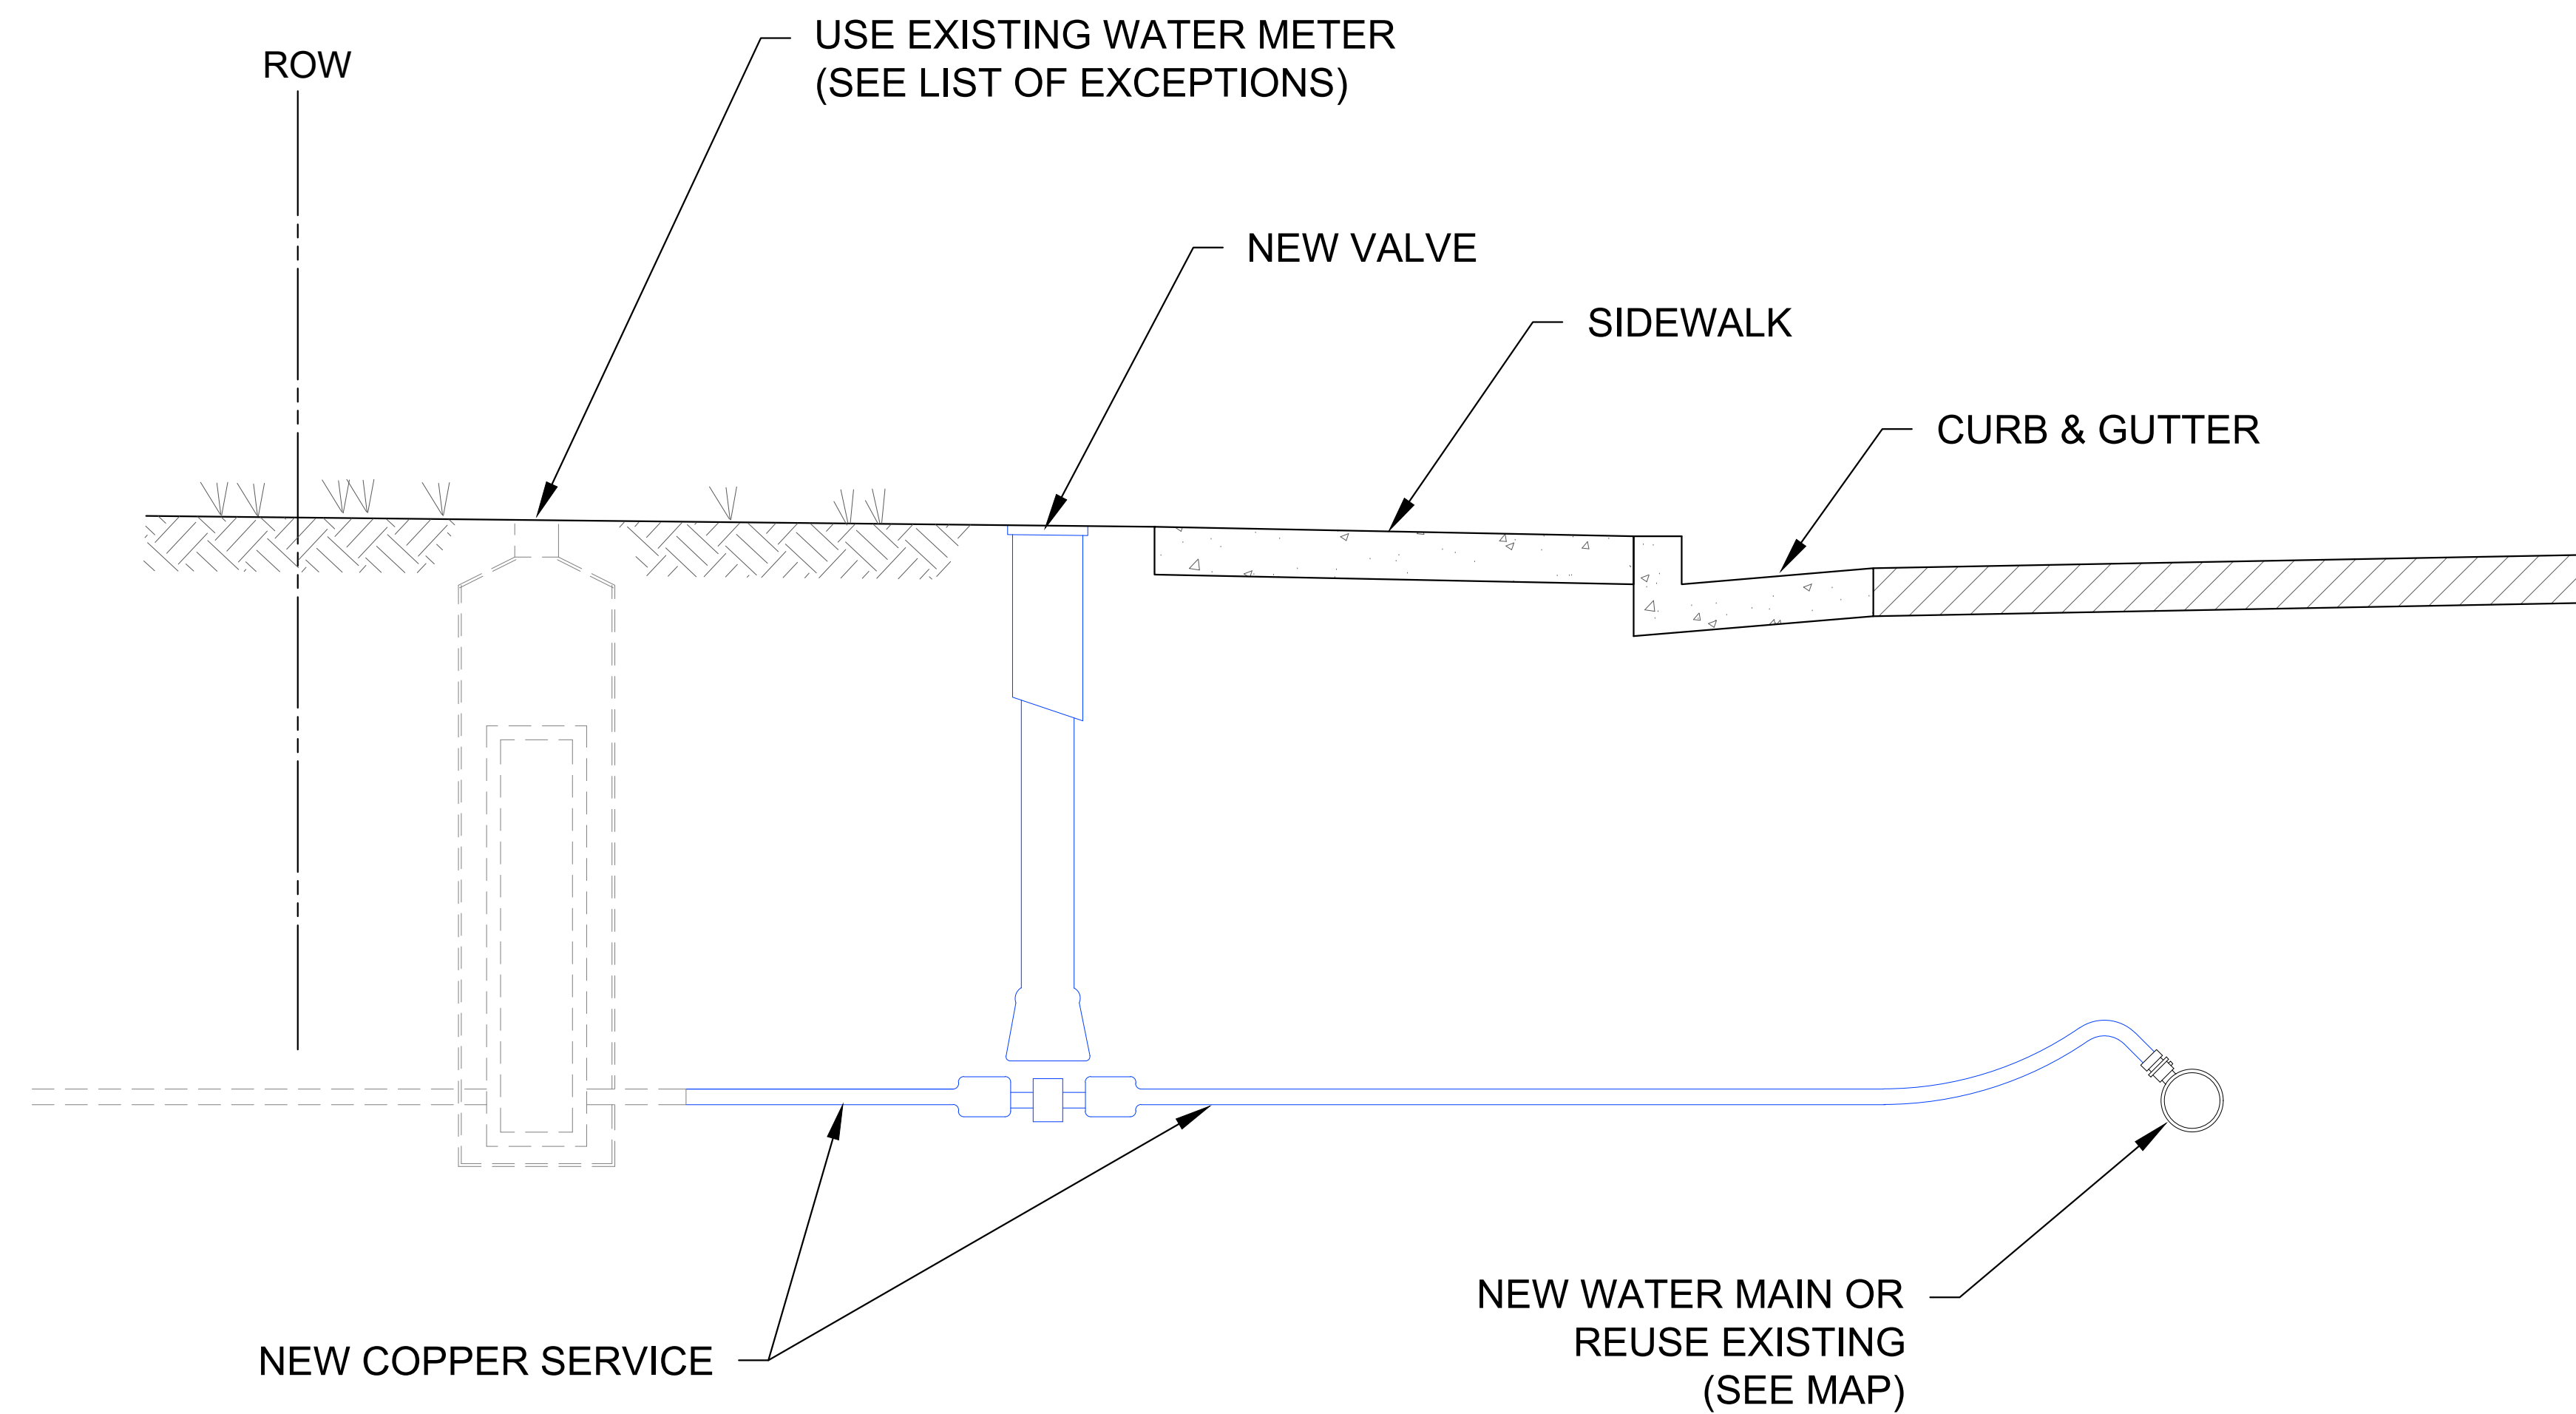 USE EXISTING WATER METER
(SEE LIST OF EXCEPTIONS)
ROW
NEW VALVE
SIDEWALK
CURB & GUTTER
NEW WATER MAIN OR
REUSE EXISTING
(SEE MAP)
NEW COPPER SERVICE